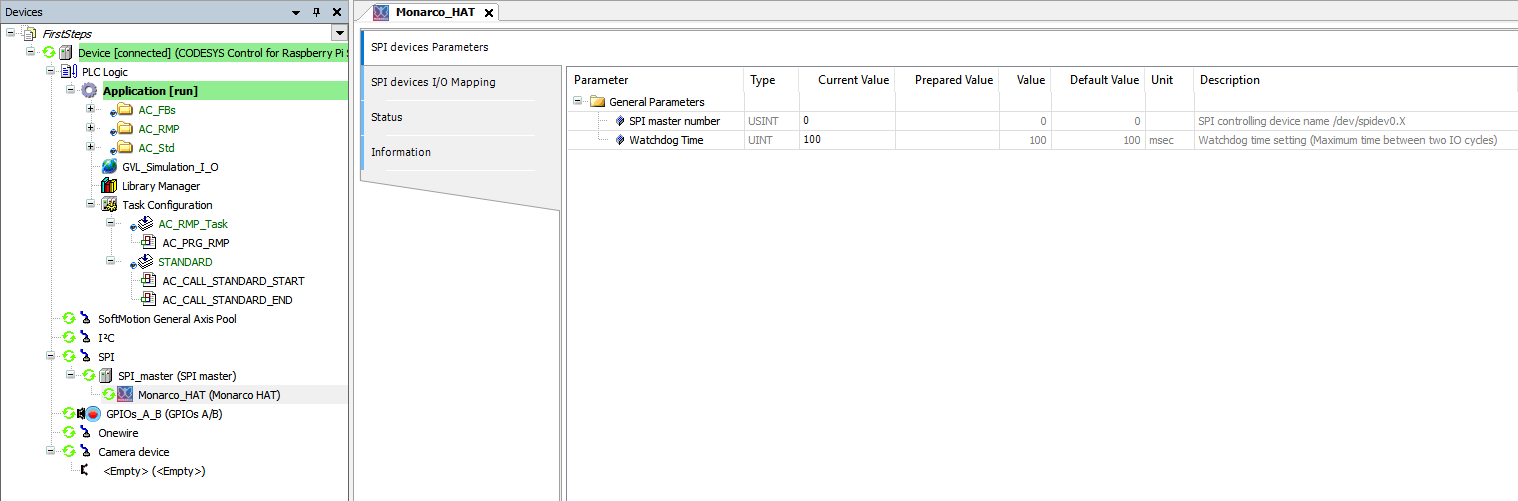 Devices
FirstSteps
Device [connected] (CODESYS Control for Raspberry Pi S
PLC Logic
Application [run]
AC_FBs
AC_RMP
AC_Std
GVL_Simulation_I_O
Library Manager
Task Configuration
AC_RMP_Task
AC_PRG_RMP
STANDARD
AC_CALL_STANDARD_START
AC_CALL_STANDARD_END
SoftMotion General Axis Pool
I²C
SPI
SPI_master (SPI master)
Monarco_HAT (Monarco HAT)
GPIOs_A_B (GPIOs A/B)
Onewire
Camera device
<Empty> (<Empty>)
Monarco_HAT
SPI devices Parameters
SPI devices I/O Mapping
Status
Information
Parameter Type Current Value Prepared Value Value Default Value Unit Description
General Parameters
SPI master number USINT 0 0 0 SPI controlling device name /dev/spidev0.X
Watchdog Time UINT 100 100 100 msec Watchdog time setting (Maximum time between two IO cycles)